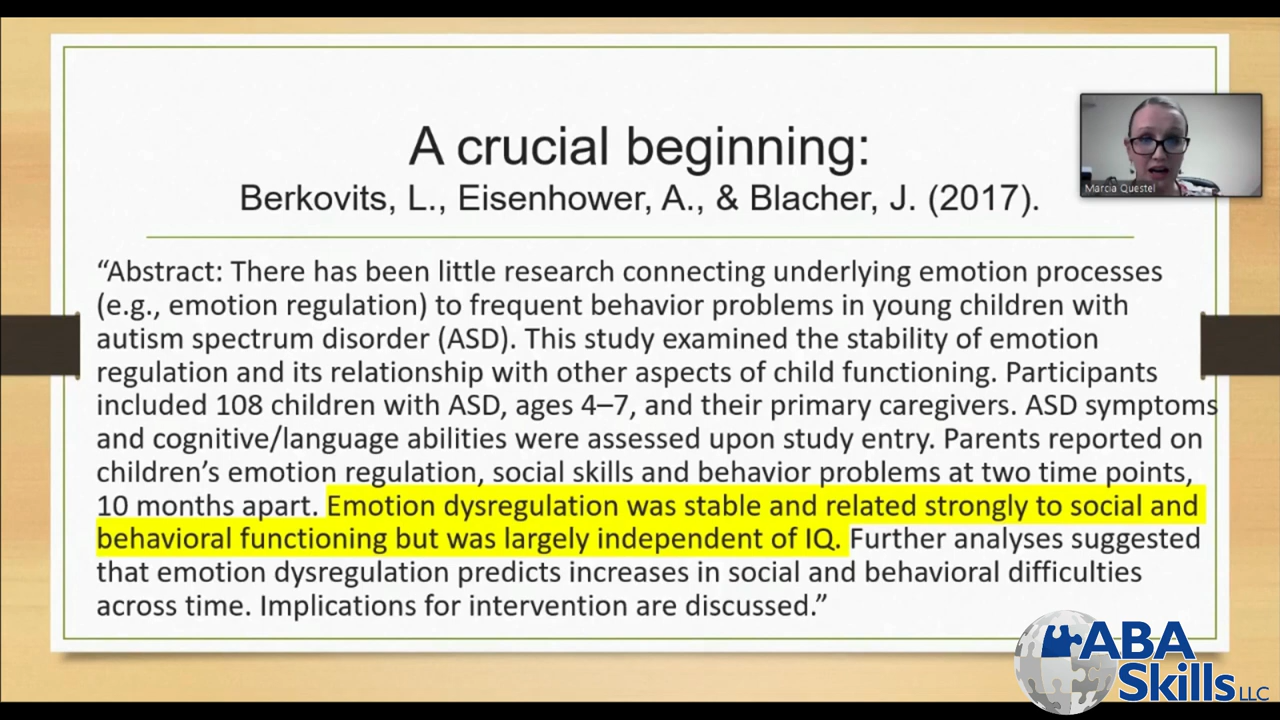 A crucial beginning:
Berkovits, L., Eisenhower, A., & Blacher, J. (2017).
Marcia Questel
“Abstract: There has been little research connecting underlying emotion processes
(e.g., emotion regulation) to frequent behavior problems in young children with
autism spectrum disorder (ASD). This study examined the stability of emotion
regulation and its relationship with other aspects of child functioning. Participants
included 108 children with ASD, ages 4–7, and their primary caregivers. ASD symptoms
and cognitive/language abilities were assessed upon study entry. Parents reported on
children’s emotion regulation, social skills and behavior problems at two time points,
10 months apart. Emotion dysregulation was stable and related strongly to social and
behavioral functioning but was largely independent of IQ. Further analyses suggested
that emotion dysregulation predicts increases in social and behavioral difficulties
across time. Implications for intervention are discussed.”
ABA
Skills LLC